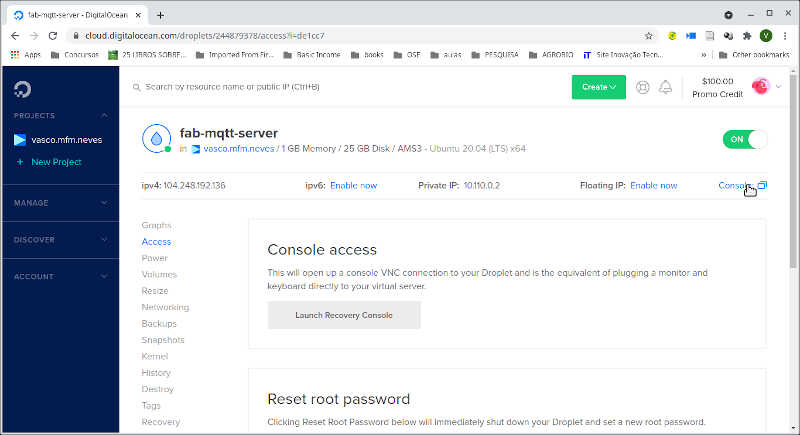 fab-mqtt-server - DigitalOcean
cloud.digitalocean.com/droplets/244879378/access?i=de1cc7
V
Apps
Concursos
25 LIBROS SOBRE...
Imported From Fir...
Basic Income
books
OSE
aulas
PESQUISA
AGROBIO
iT
Site Inovação Tecn...
»
Other bookmarks
Search by resource name or public IP (Ctrl+B)
Create
$100.00
Promo Credit
PROJECTS
vasco.mfm.neves
+ New Project
MANAGE
DISCOVER
ACCOUNT
fab-mqtt-server
in vasco.mfm.neves / 1 GB Memory / 25 GB Disk / AMS3 - Ubuntu 20.04 (LTS) x64
ON
ipv4: 104.248.192.136
ipv6: Enable now
Private IP: 10.110.0.2
Floating IP: Enable now
Console
Graphs
Access
Power
Volumes
Resize
Networking
Backups
Snapshots
Kernel
History
Destroy
Tags
Recovery
Console access
This will open up a console VNC connection to your Droplet and is the equivalent of plugging a monitor and
keyboard directly to your virtual server.
Launch Recovery Console
Reset root password
Clicking Reset Root Password below will immediately shut down your Droplet and set a new root password.